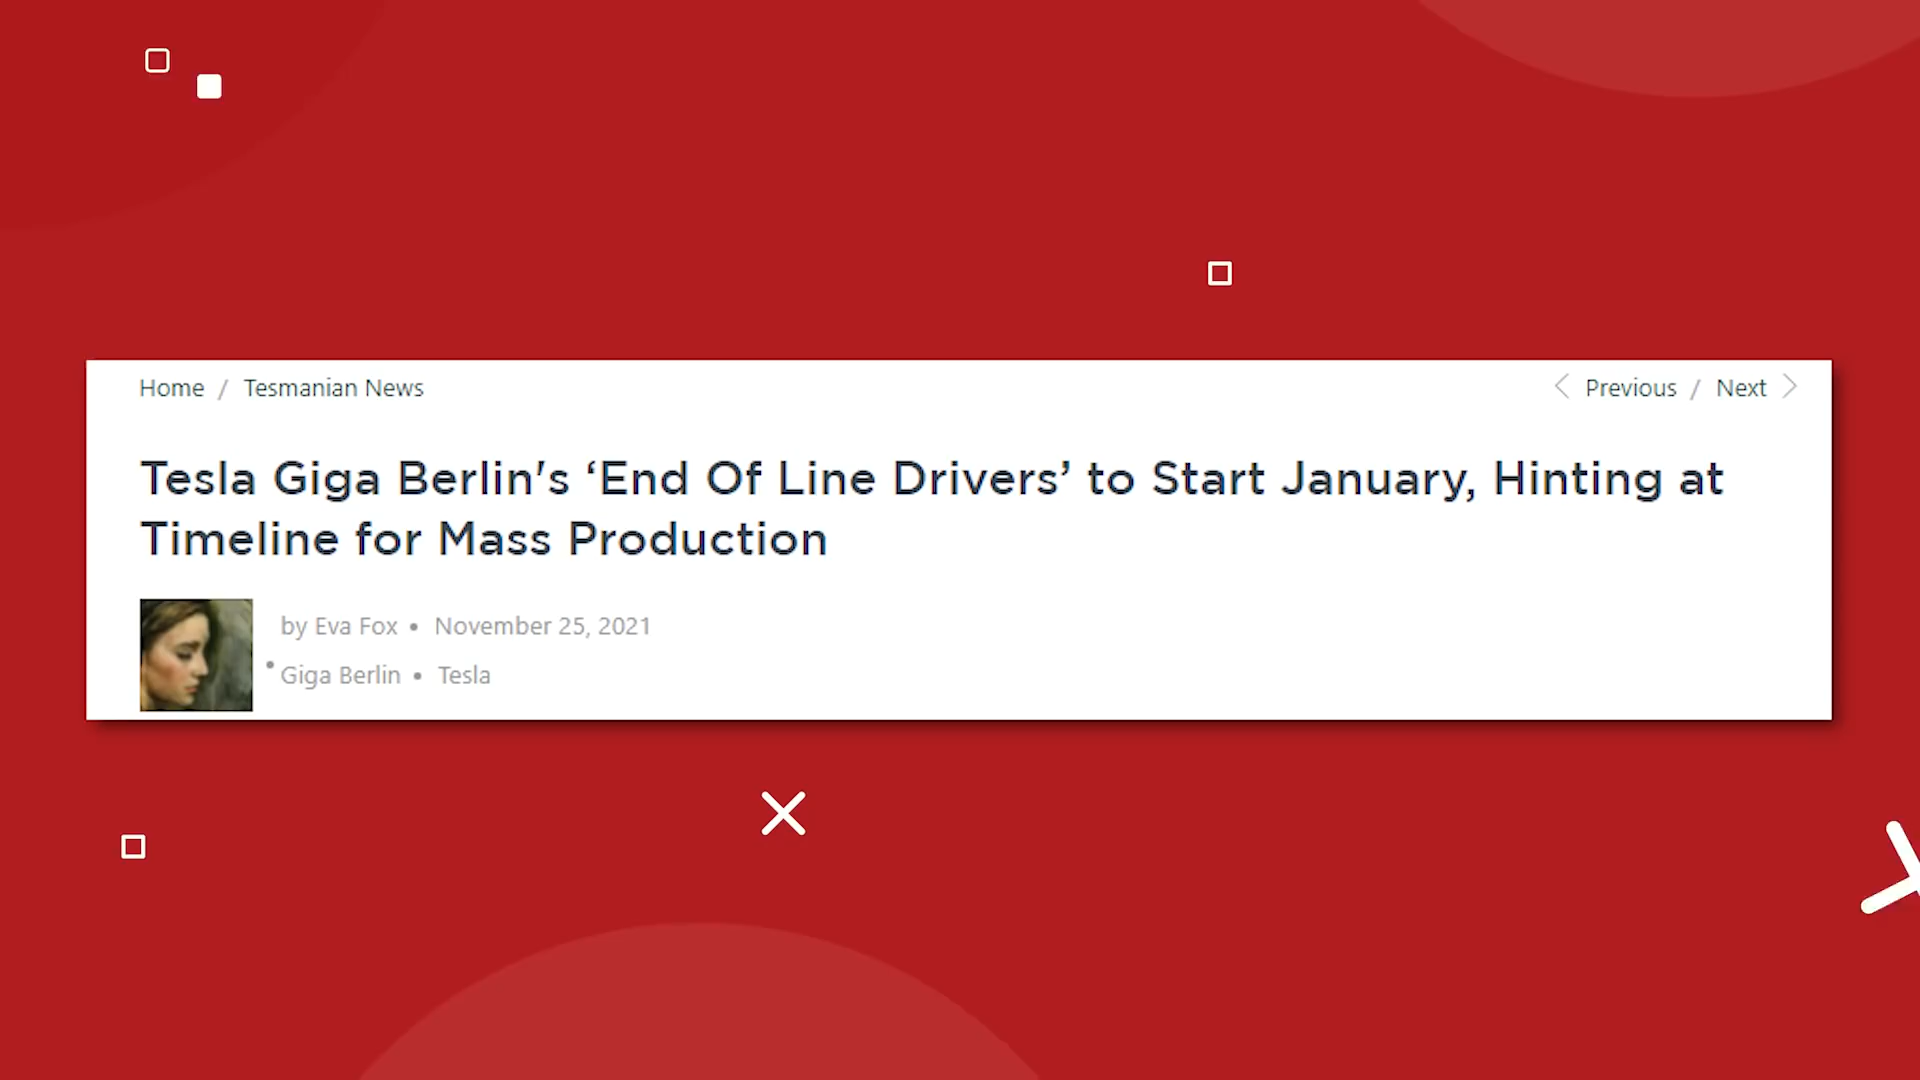 Home / Tesmanian News
Previous / Next
Tesla Giga Berlin's ‘End Of Line Drivers’ to Start January, Hinting at
Timeline for Mass Production
by Eva Fox • November 25, 2021
• Giga Berlin • Tesla